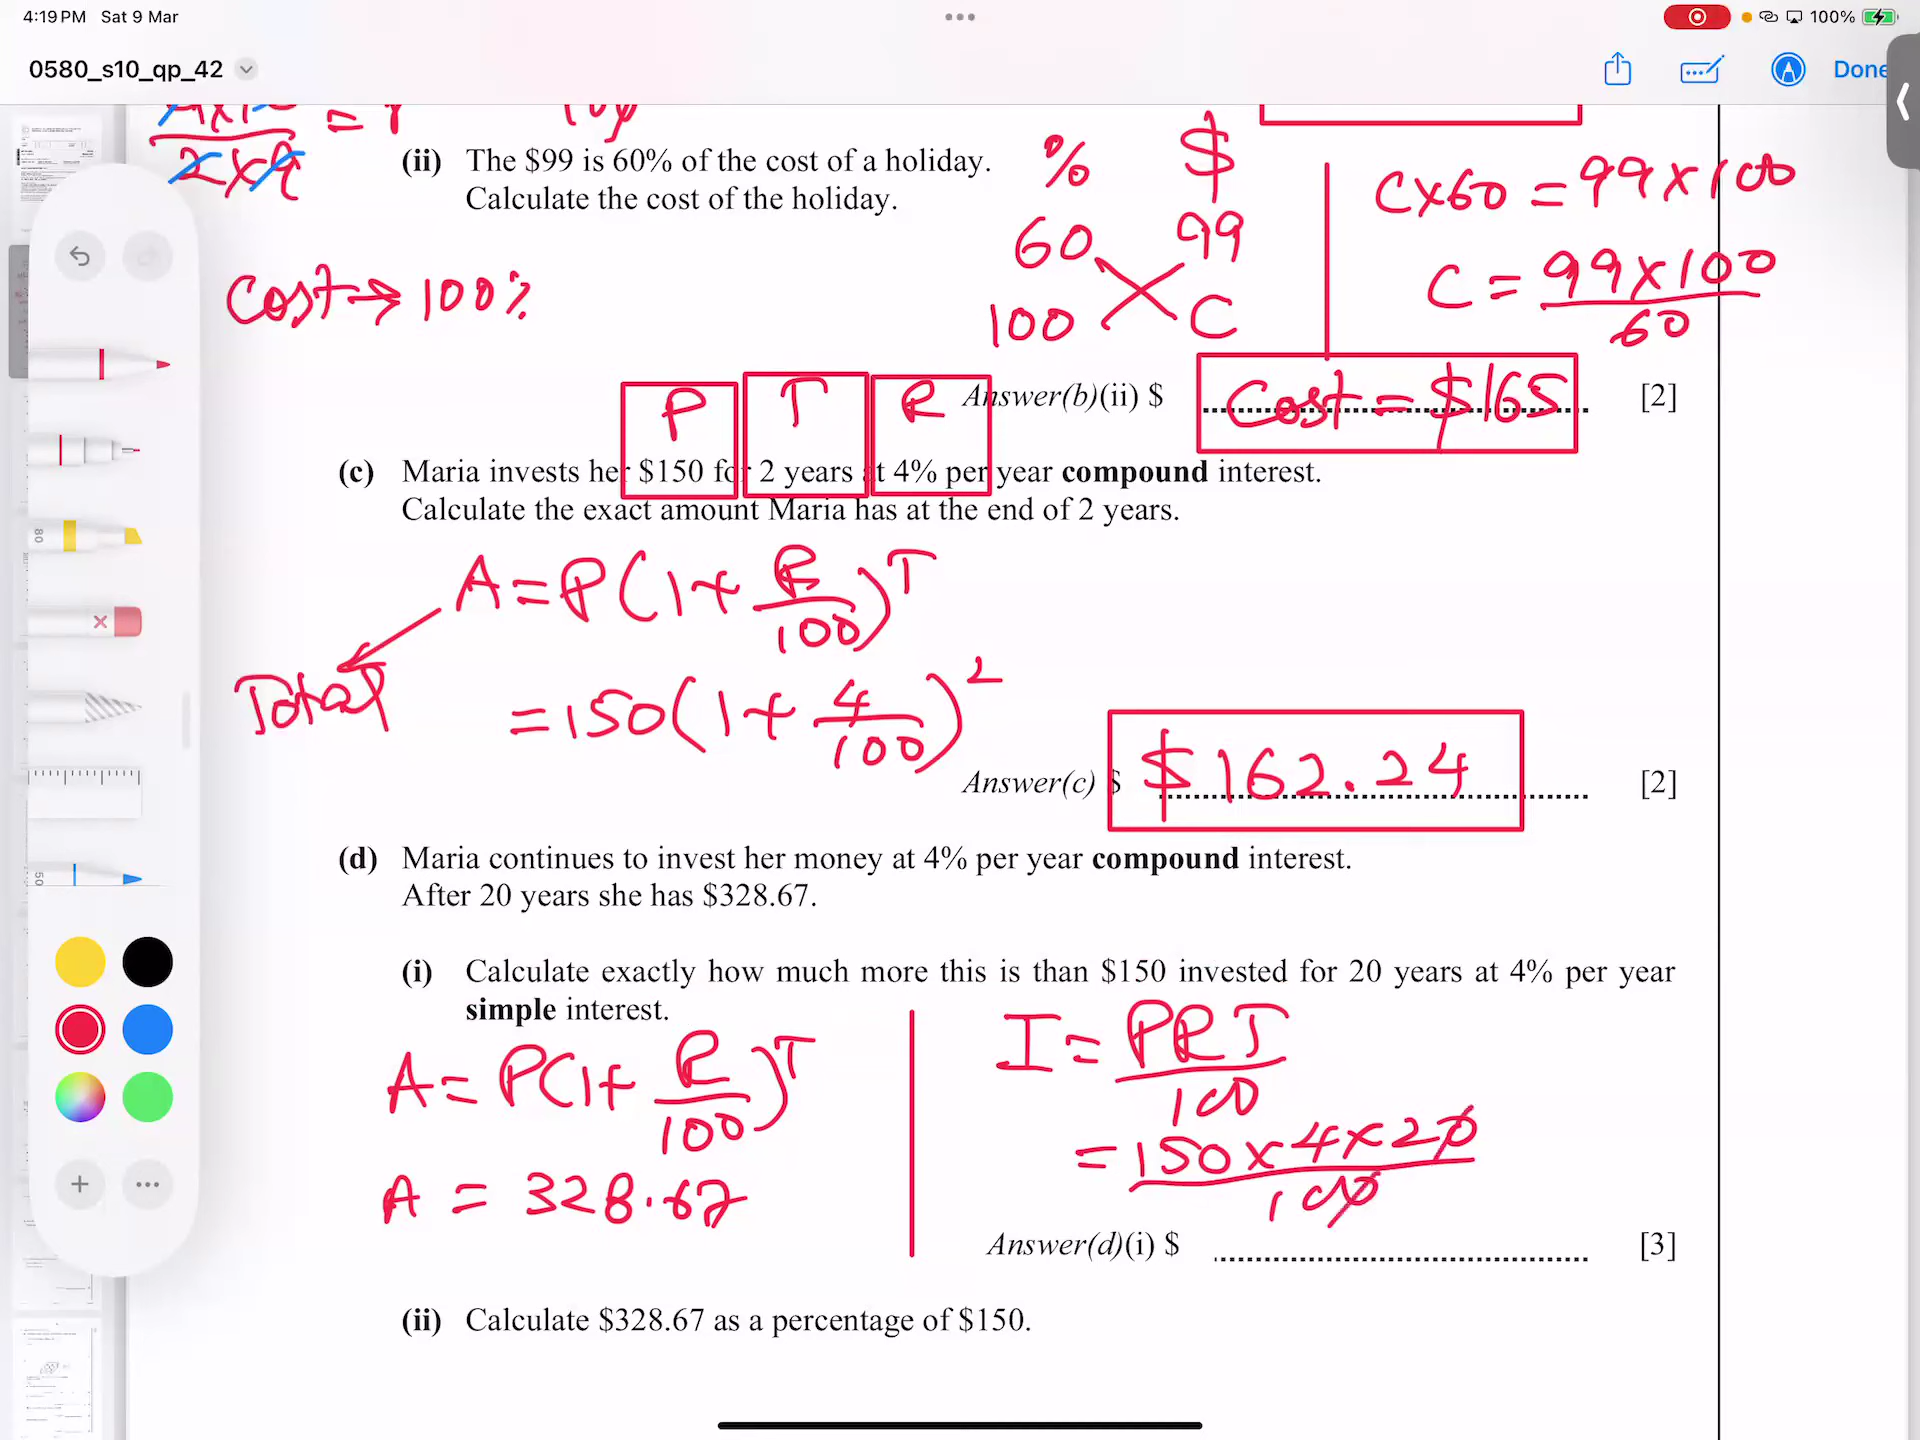 4:19 PM Sat 9 Mar
100%
0580_s10_qp_42
Done
(ii) The $99 is 60% of the cost of a holiday.
Calculate the cost of the holiday.
% $
60 99
100 C
C×60 = 99×100
C = 99×100
60
Cost → 100%
P T R
Answer(b)(ii) $ Cost = $165 [2]
(c) Maria invests her $150 for 2 years at 4% per year compound interest.
Calculate the exact amount Maria has at the end of 2 years.
A = P(1+ R/100)^T
Total
= 150(1+ 4/100)^2
Answer(c) $ $162.24 [2]
(d) Maria continues to invest her money at 4% per year compound interest.
After 20 years she has $328.67.
(i) Calculate exactly how much more this is than $150 invested for 20 years at 4% per year
simple interest.
A = P(1+ R/100)^T
A = 328.67
I = PRT/100
= 150×4×20/100
Answer(d)(i) $ [3]
(ii) Calculate $328.67 as a percentage of $150.
80
50